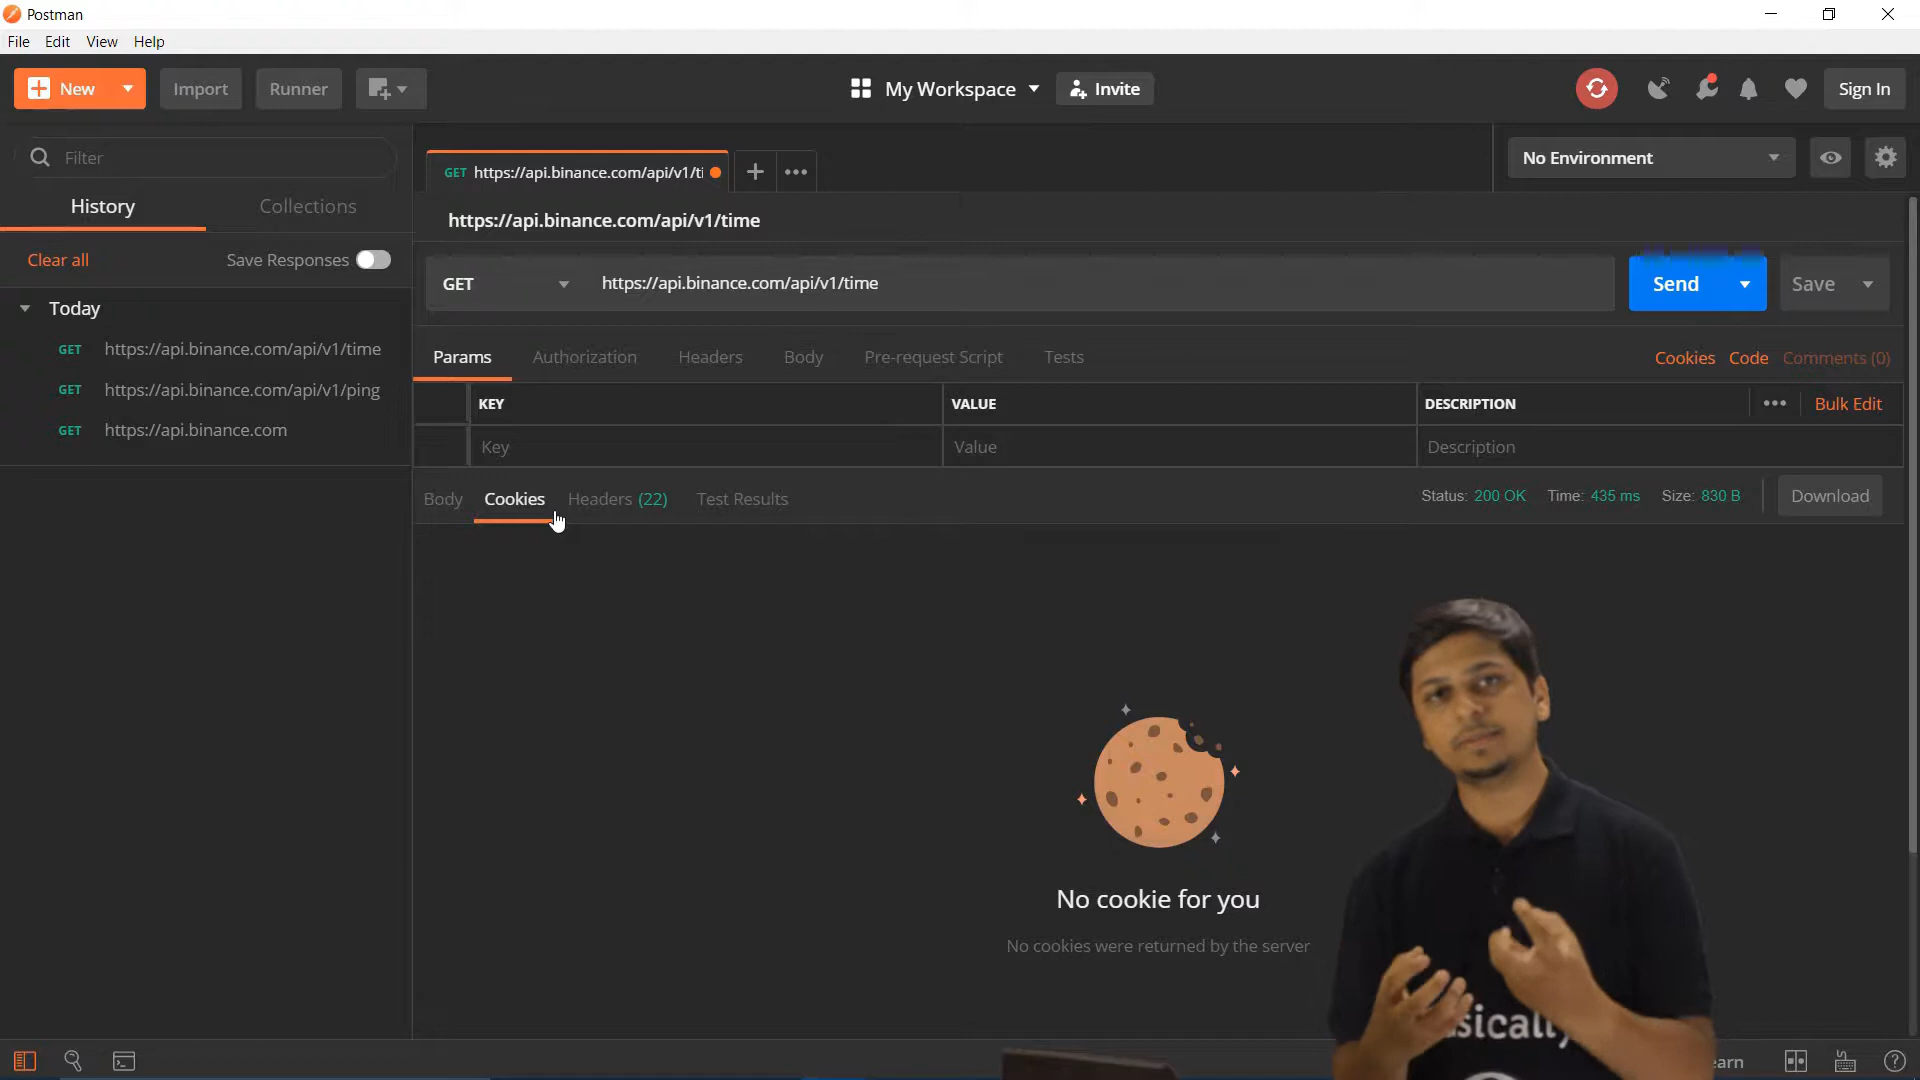 Postman
File Edit View Help
New Import Runner My Workspace Invite Sign In
Filter
History Collections
Clear all Save Responses
Today
GET https://api.binance.com/api/v1/time
GET https://api.binance.com/api/v1/ping
GET https://api.binance.com
GET https://api.binance.com/api/v1/ti
No Environment
https://api.binance.com/api/v1/time
GET https://api.binance.com/api/v1/time Send Save
Params Authorization Headers Body Pre-request Script Tests Cookies Code Comments (0)
KEY VALUE DESCRIPTION Bulk Edit
Key Value Description
Body Cookies Headers (22) Test Results Status: 200 OK Time: 435 ms Size: 830 B Download
No cookie for you
No cookies were returned by the server
sically
earn